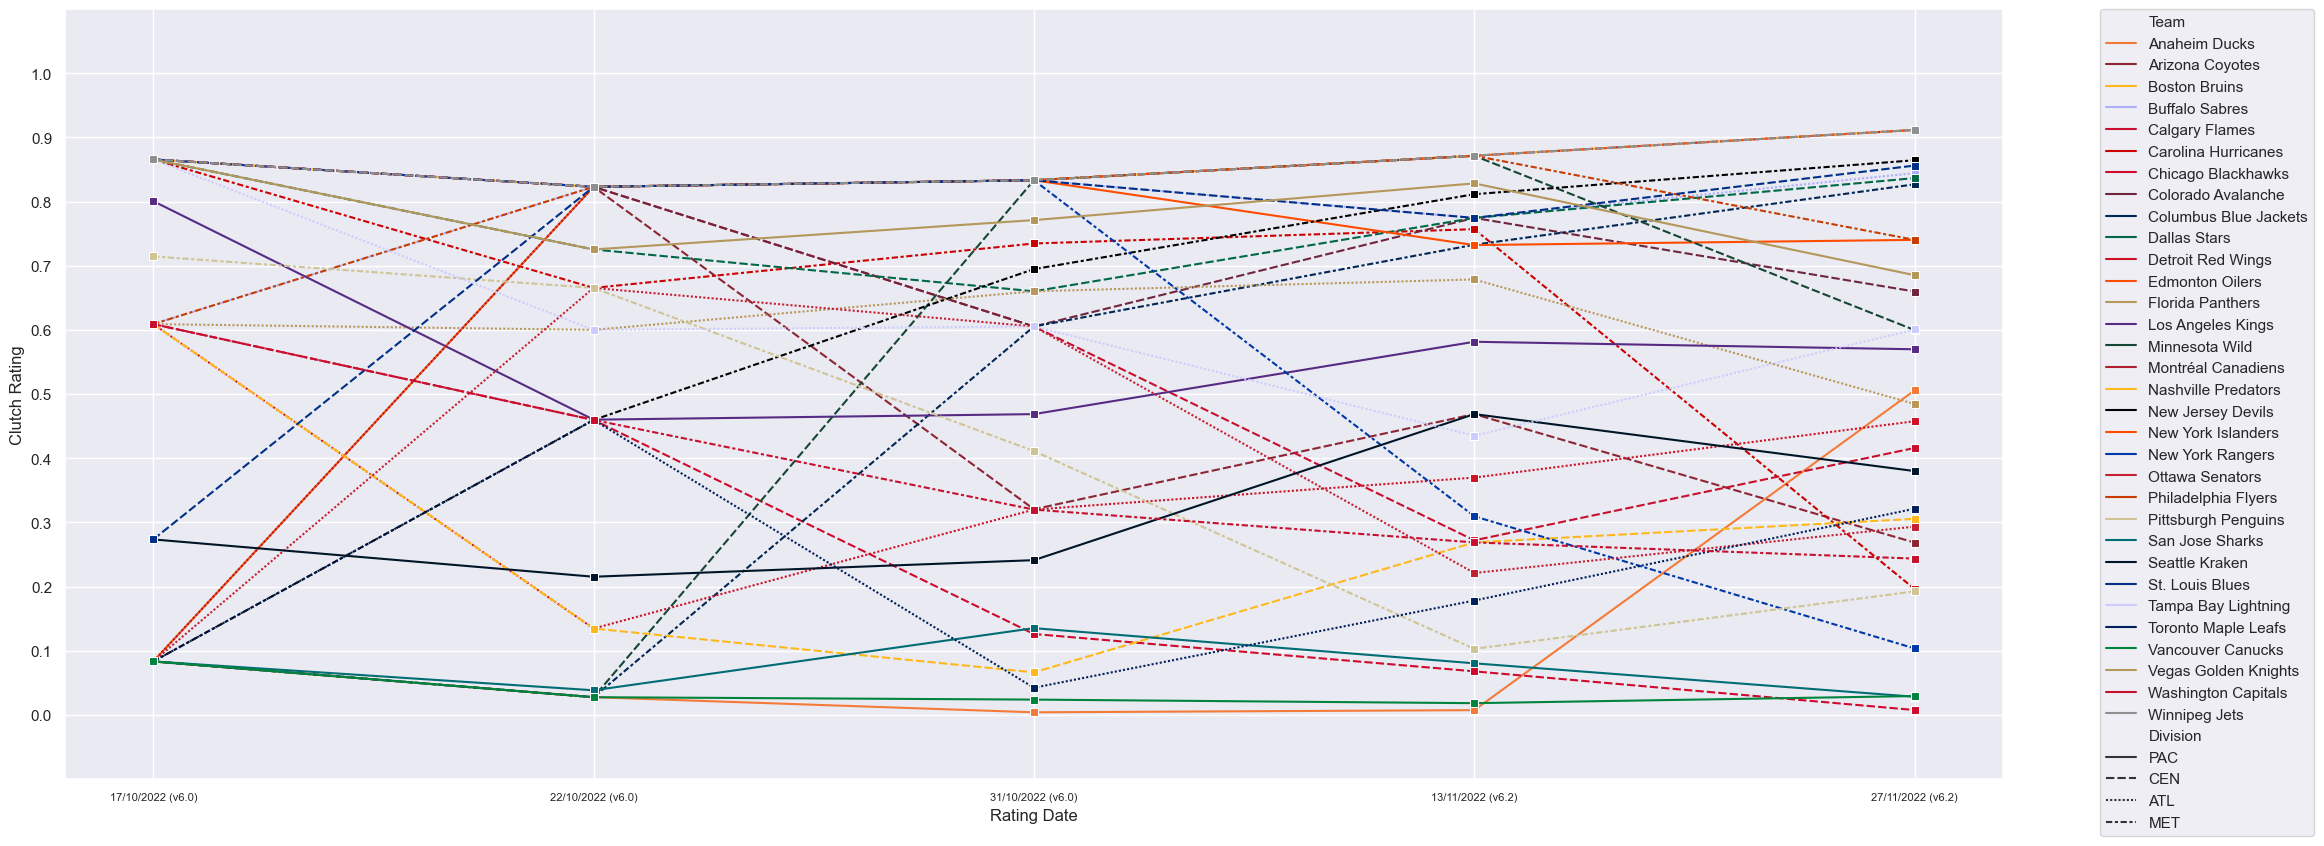 Clutch Rating
1.0
0.9
0.8
0.7
0.6
0.5
0.4
0.3
0.2
0.1
0.0
17/10/2022 (v6.0)
22/10/2022 (v6.0)
31/10/2022 (v6.0)
13/11/2022 (v6.2)
27/11/2022 (v6.2)
Rating Date
Team
Anaheim Ducks
Arizona Coyotes
Boston Bruins
Buffalo Sabres
Calgary Flames
Carolina Hurricanes
Chicago Blackhawks
Colorado Avalanche
Columbus Blue Jackets
Dallas Stars
Detroit Red Wings
Edmonton Oilers
Florida Panthers
Los Angeles Kings
Minnesota Wild
Montréal Canadiens
Nashville Predators
New Jersey Devils
New York Islanders
New York Rangers
Ottawa Senators
Philadelphia Flyers
Pittsburgh Penguins
San Jose Sharks
Seattle Kraken
St. Louis Blues
Tampa Bay Lightning
Toronto Maple Leafs
Vancouver Canucks
Vegas Golden Knights
Washington Capitals
Winnipeg Jets
Division
PAC
CEN
ATL
MET